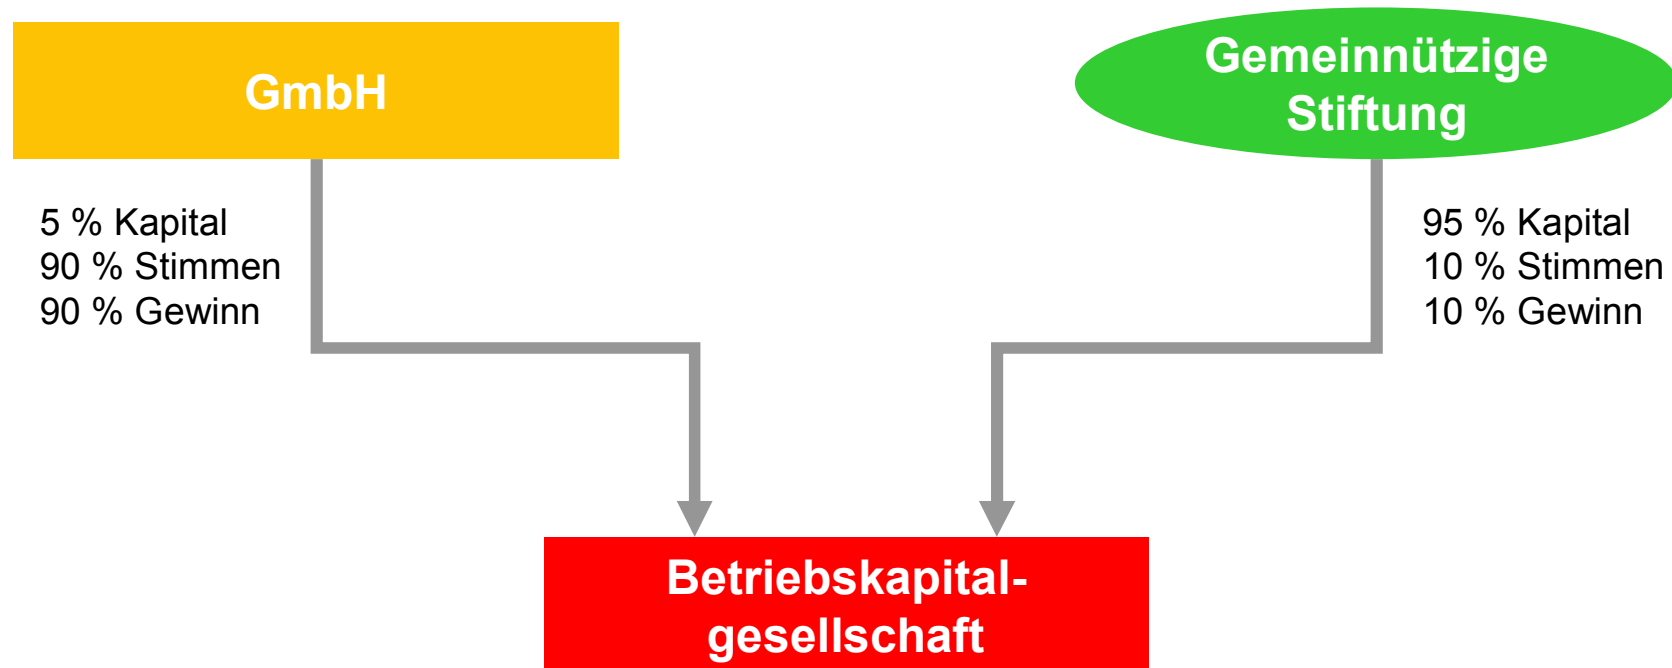 GmbH
Gemeinnützige
Stiftung
5 % Kapital
90 % Stimmen
90 % Gewinn
95 % Kapital
10 % Stimmen
10 % Gewinn
Betriebskapital-
gesellschaft